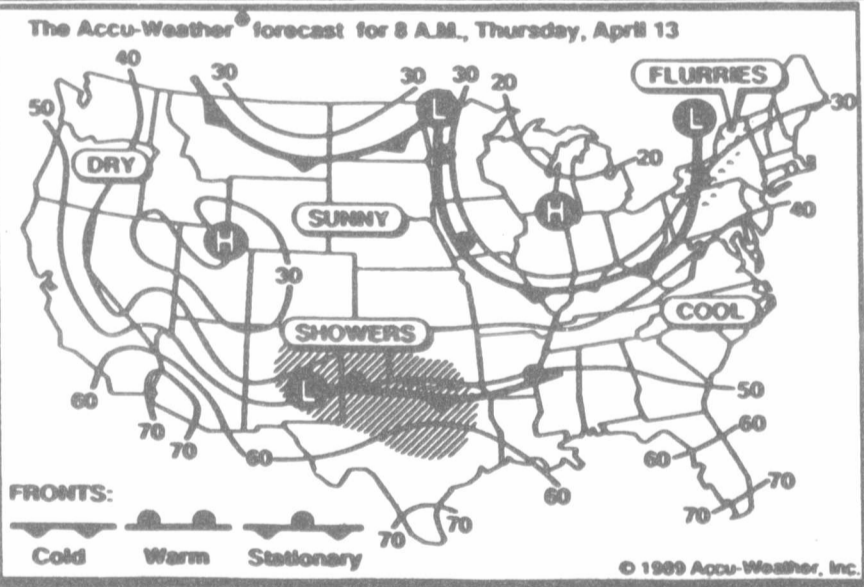 The Accu-Weather® forecast for 8 A.M., Thursday, April 13
40
30
30
30
20
FLURRIES
50
L
L
30
DRY
20
H
SUNNY
H
40
30
SHOWERS
COOL
L
50
60
70
70
60
60
60
60
70
70
70
70
FRONTS:
Cold Warm Stationary
© 1989 Accu-Weather, Inc.